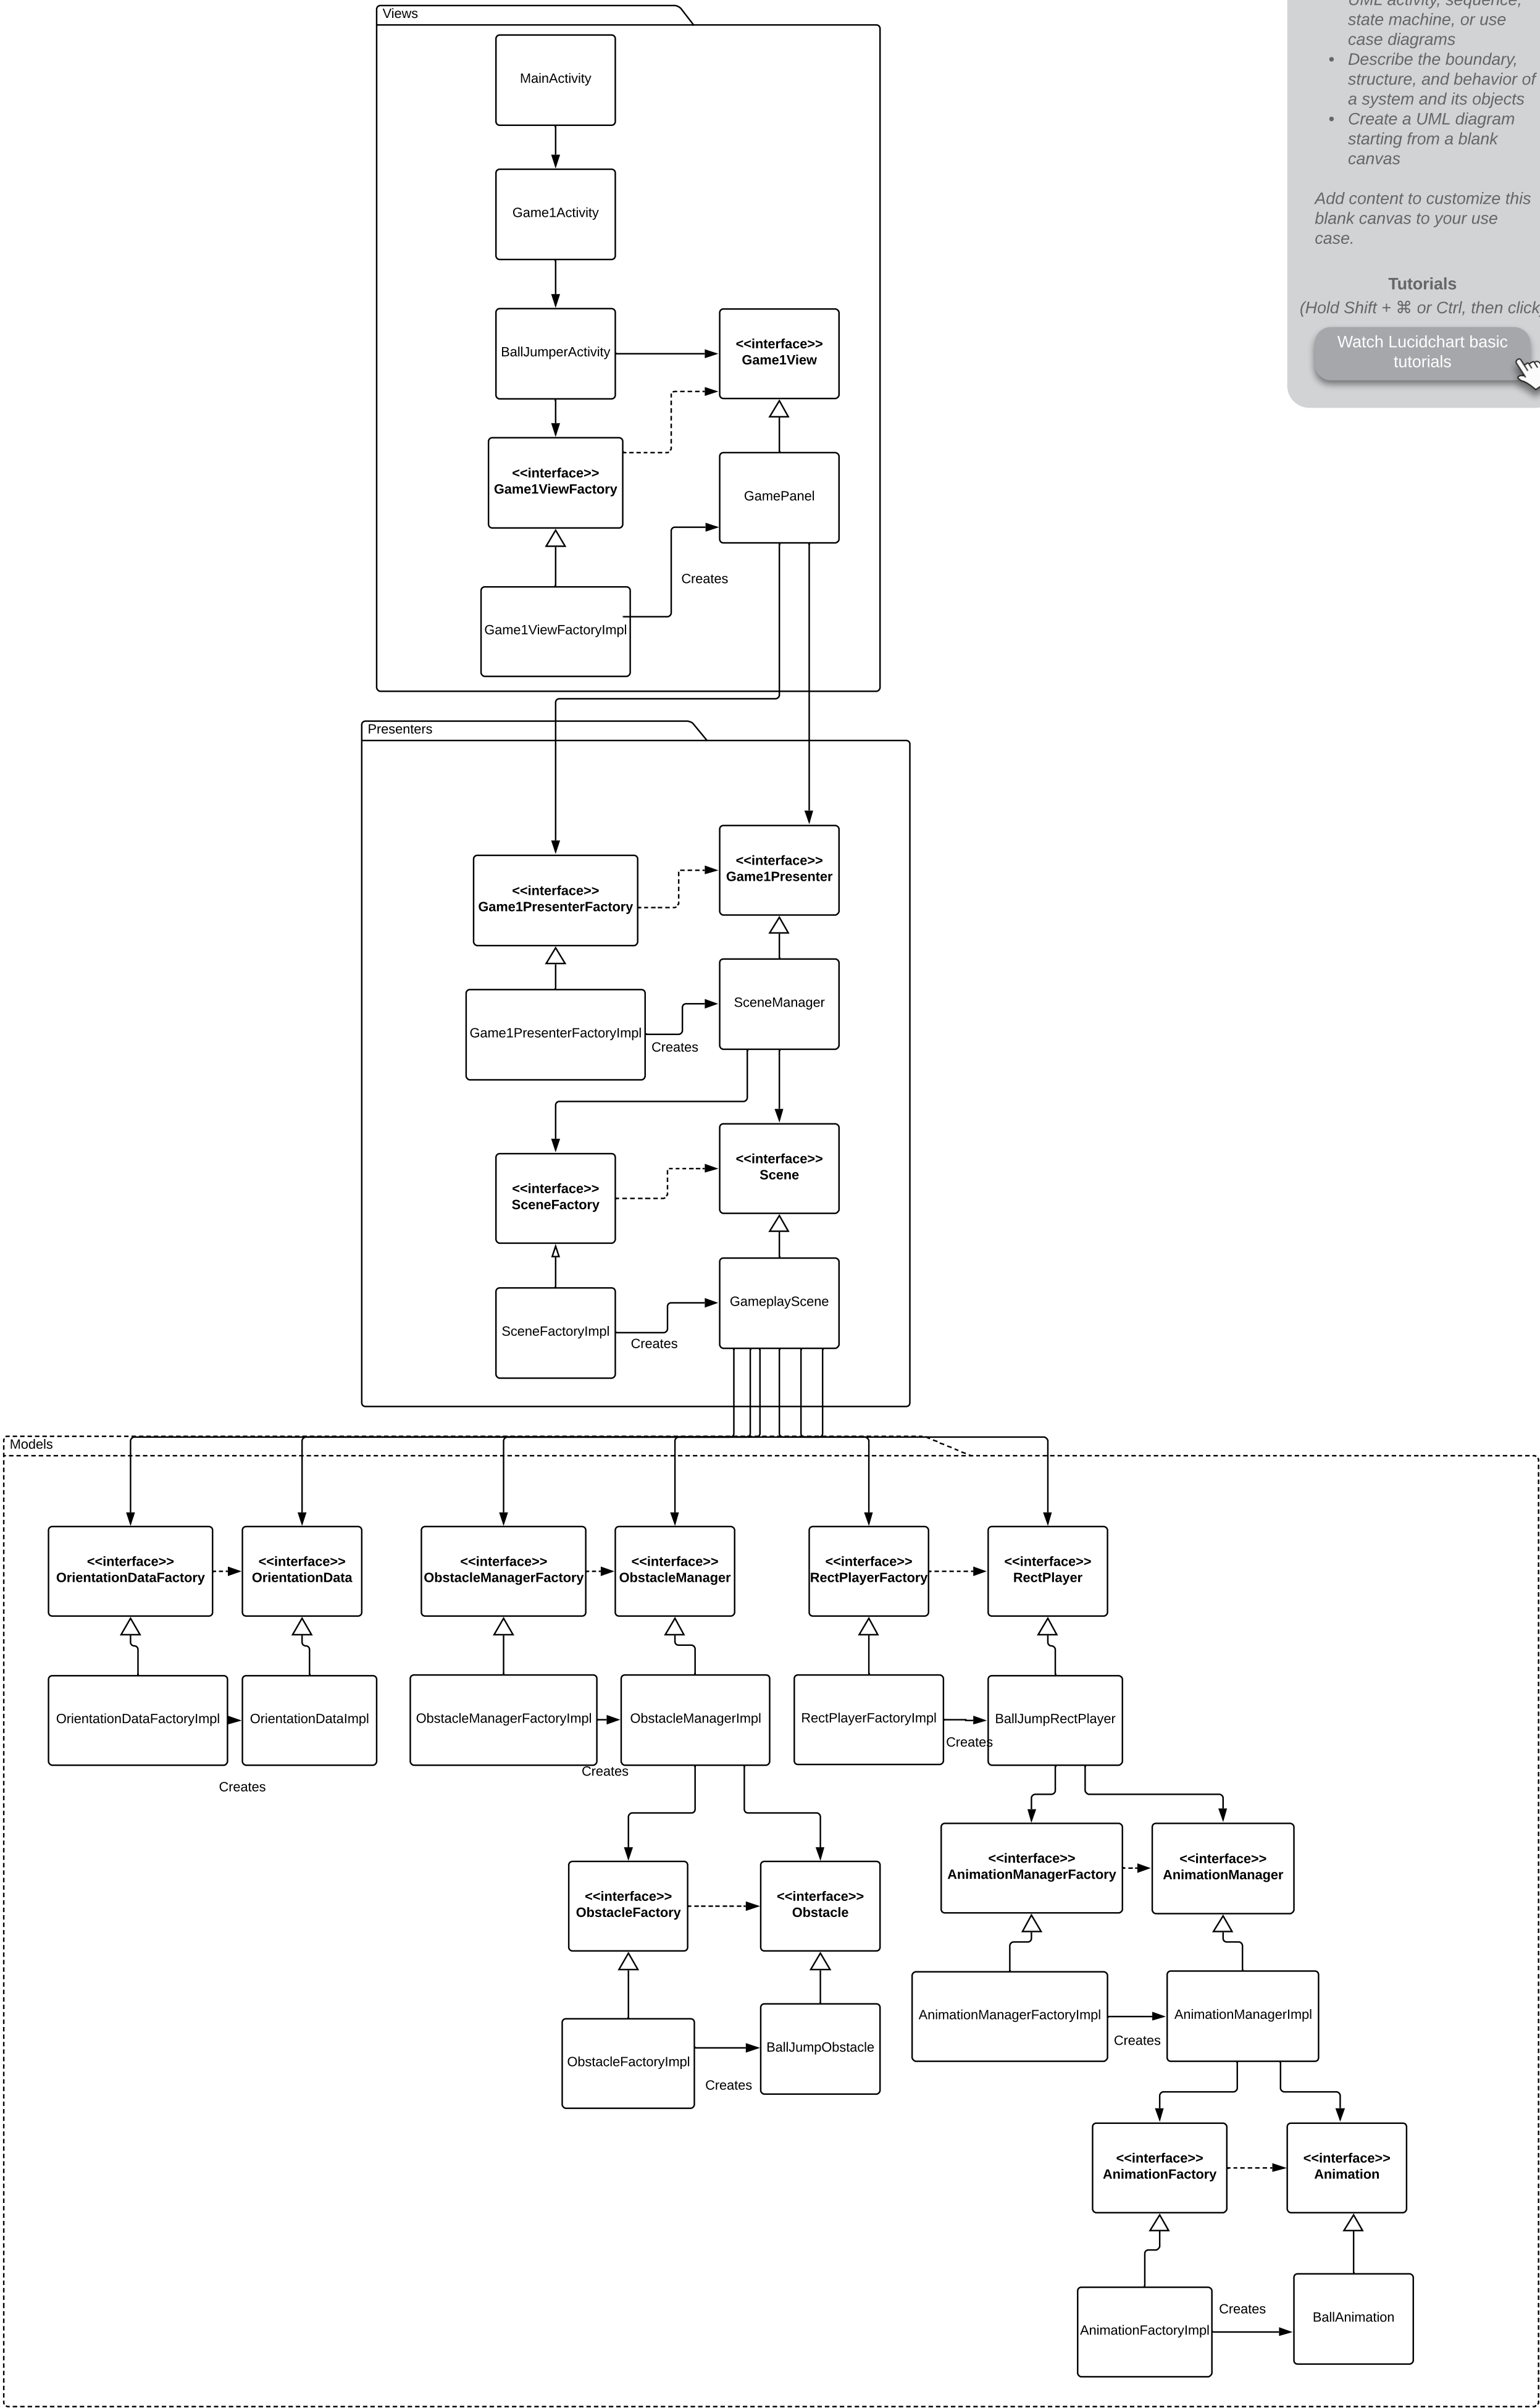 Views
MainActivity
Game1Activity
BallJumperActivity
<<interface>>
Game1View
<<interface>>
Game1ViewFactory
GamePanel
Creates
Game1ViewFactoryImpl
UML activity, sequence,
state machine, or use
case diagrams
• Describe the boundary,
structure, and behavior of
a system and its objects
• Create a UML diagram
starting from a blank
canvas
Add content to customize this
blank canvas to your use
case.
Tutorials
(Hold Shift + ⌘ or Ctrl, then click)
Watch Lucidchart basic
tutorials
Presenters
<<interface>>
Game1Presenter
<<interface>>
Game1PresenterFactory
SceneManager
Game1PresenterFactoryImpl
Creates
<<interface>>
Scene
<<interface>>
SceneFactory
GameplayScene
SceneFactoryImpl
Creates
Models
<<interface>>
OrientationDataFactory
<<interface>>
OrientationData
<<interface>>
ObstacleManagerFactory
<<interface>>
ObstacleManager
<<interface>>
RectPlayerFactory
<<interface>>
RectPlayer
OrientationDataFactoryImpl
OrientationDataImpl
ObstacleManagerFactoryImpl
ObstacleManagerImpl
RectPlayerFactoryImpl
BallJumpRectPlayer
Creates
Creates
Creates
<<interface>>
AnimationManagerFactory
<<interface>>
AnimationManager
<<interface>>
ObstacleFactory
<<interface>>
Obstacle
AnimationManagerFactoryImpl
AnimationManagerImpl
Creates
BallJumpObstacle
ObstacleFactoryImpl
Creates
<<interface>>
AnimationFactory
<<interface>>
Animation
Creates
BallAnimation
AnimationFactoryImpl